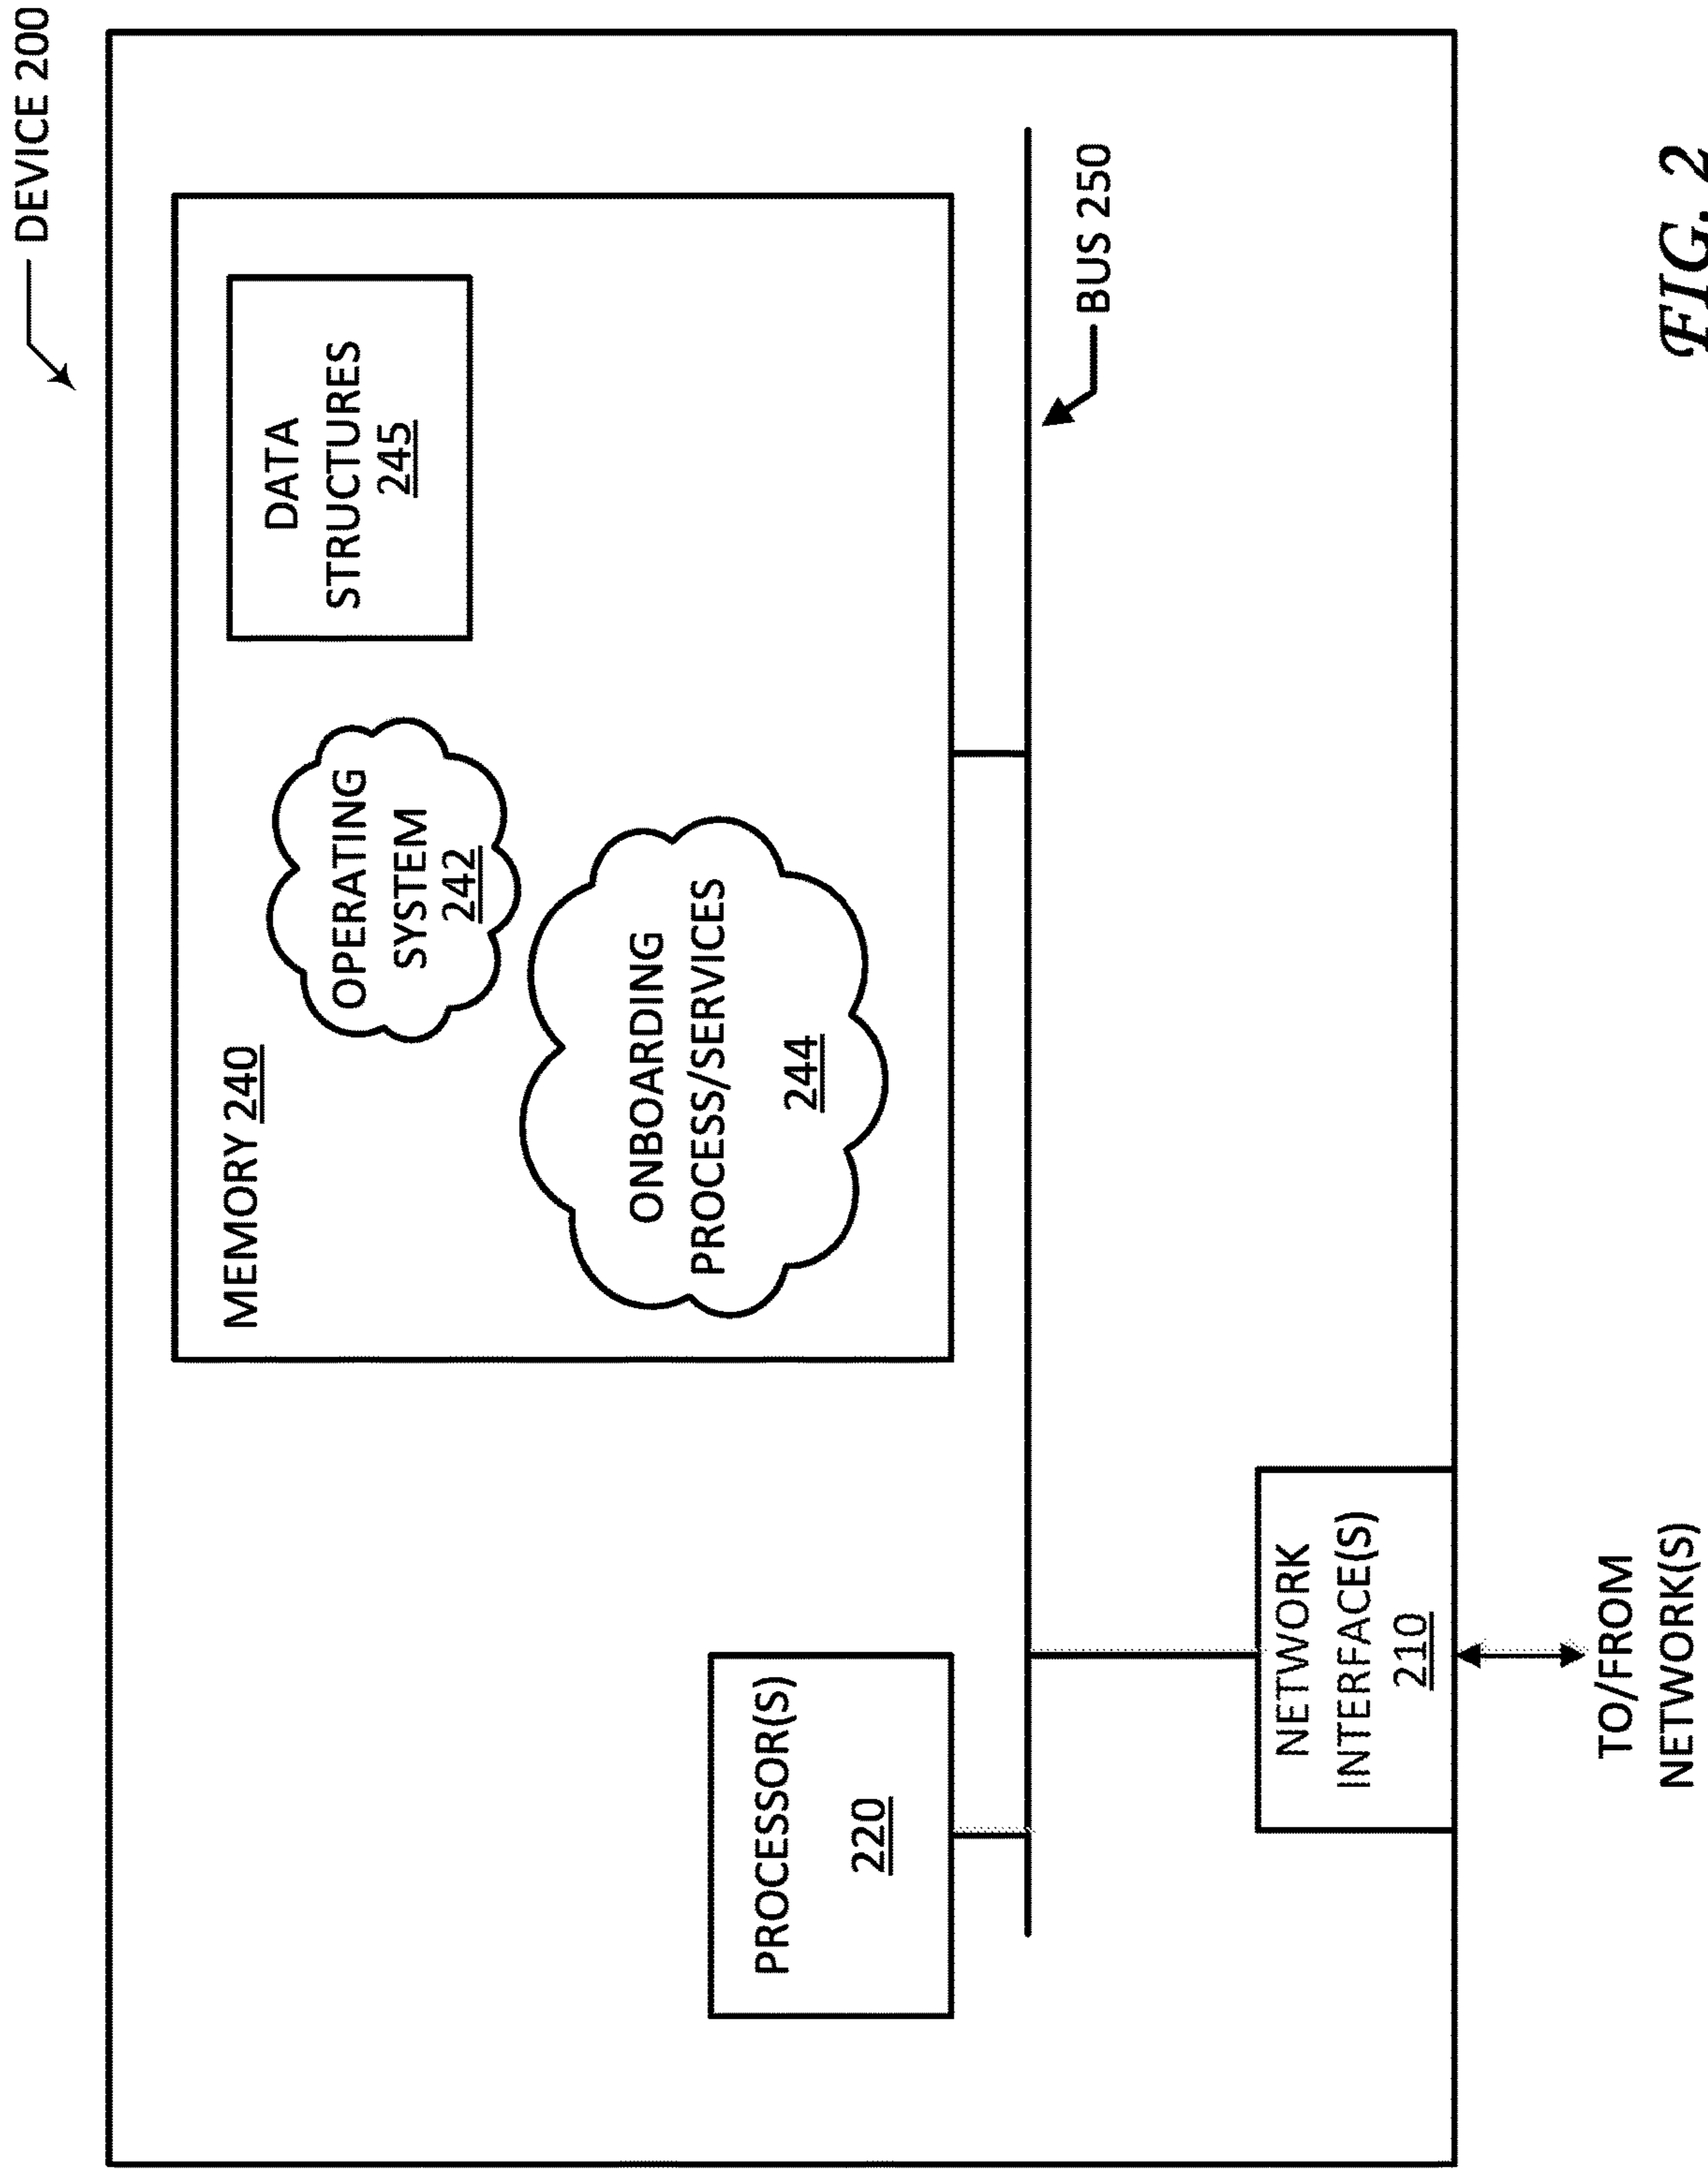 DEVICE 200
MEMORY 240
OPERATING
SYSTEM
242
DATA
STRUCTURES
245
ONBOARDING
PROCESS/SERVICES
244
PROCESSOR(S)
220
BUS 250
NETWORK
INTERFACE(S)
210
TO/FROM
NETWORK(S)
FIG. 2